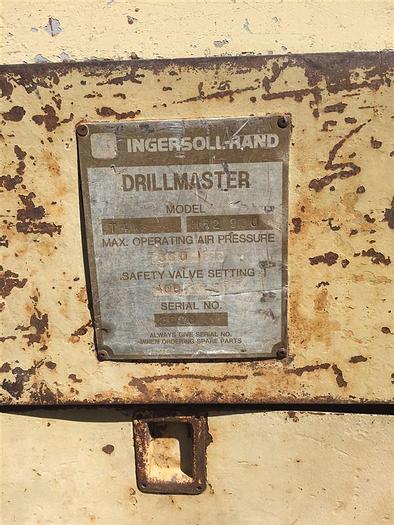 INGERSOLL-RAND
DRILLMASTER
MODEL
MAX. OPERATING AIR PRESSURE
350
SAFETY VALVE SETTING
SERIAL NO.
ALWAYS GIVE SERIAL NO.
WHEN ORDERING SPARE PARTS